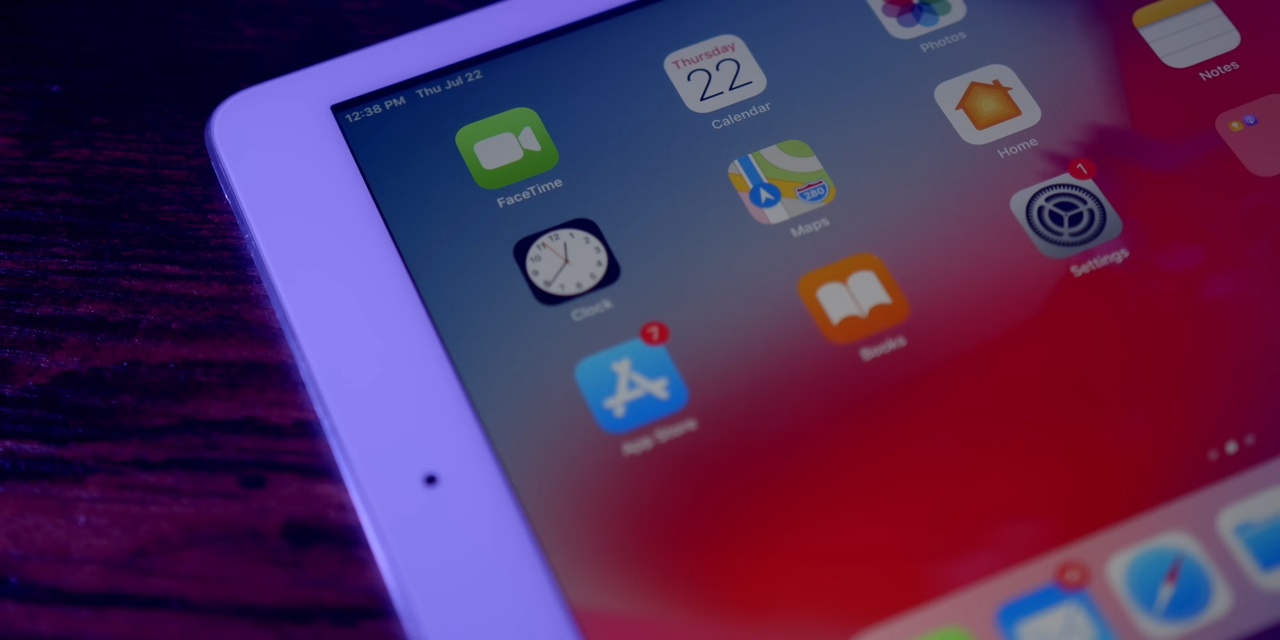 12:38 PM Thu Jul 22
FaceTime
Thursday
22
Calendar
Photos
Notes
Clock
Maps
280
Home
App Store
7
Books
Settings
1